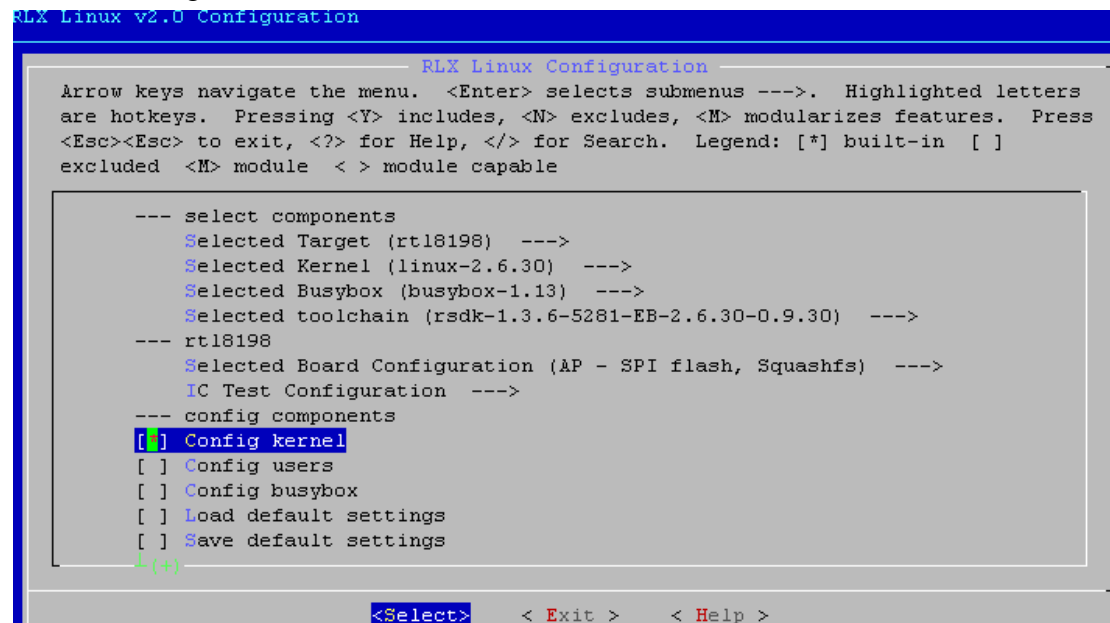 RLX Linux v2.0 Configuration
RLX Linux Configuration
Arrow keys navigate the menu.  <Enter> selects submenus --->.  Highlighted letters
are hotkeys.  Pressing <Y> includes, <N> excludes, <M> modularizes features.  Press
<Esc><Esc> to exit, <?> for Help, </> for Search.  Legend: [*] built-in  [ ]
excluded  <M> module  < > module capable
--- select components
Selected Target (rtl8198)  --->
Selected Kernel (linux-2.6.30)  --->
Selected Busybox (busybox-1.13)  --->
Selected toolchain (rsdk-1.3.6-5281-EB-2.6.30-0.9.30)  --->
--- rtl8198
Selected Board Configuration (AP - SPI flash, Squashfs)  --->
IC Test Configuration  --->
--- config components
[*] Config kernel
[ ] Config users
[ ] Config busybox
[ ] Load default settings
[ ] Save default settings
(+)
<Select>    < Exit >    < Help >